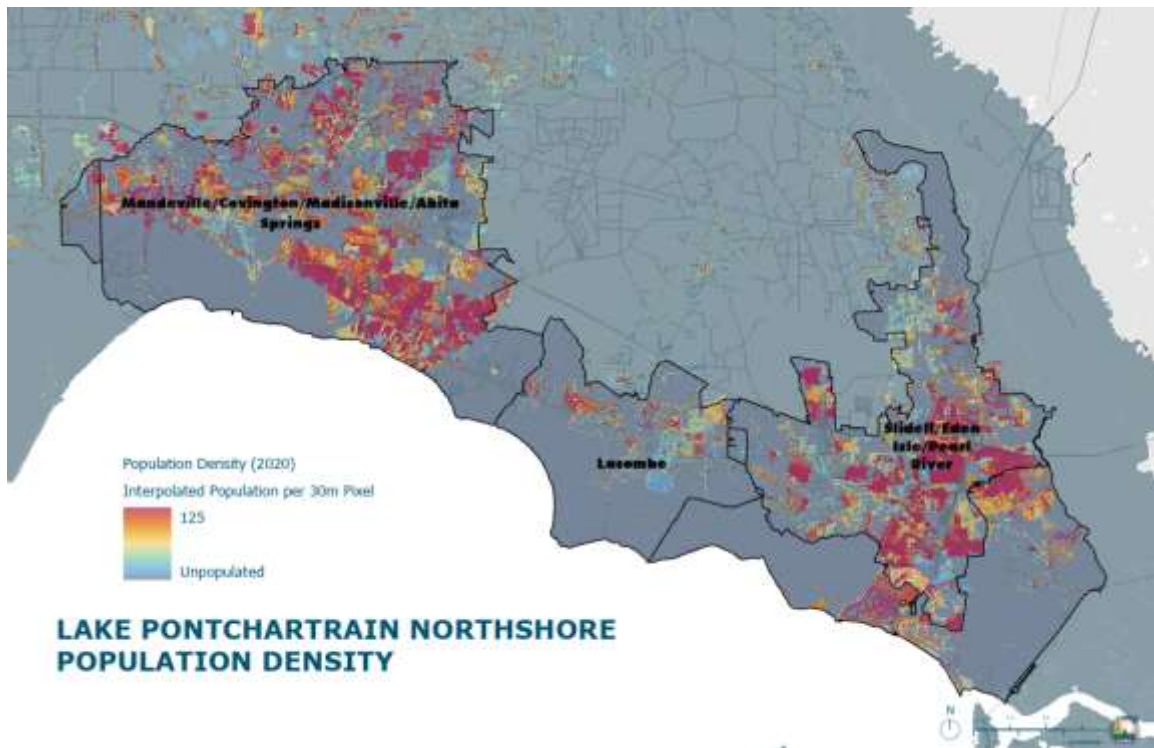 Mandeville/Covington/Madisonville/Abita
Springs
Slidell/Eden
Isle/Pearl
River
Lacombe
Population Density (2020)
Interpolated Population per 30m Pixel
125
Unpopulated
LAKE PONTCHARTRAIN NORTHSHORE
POPULATION DENSITY
N